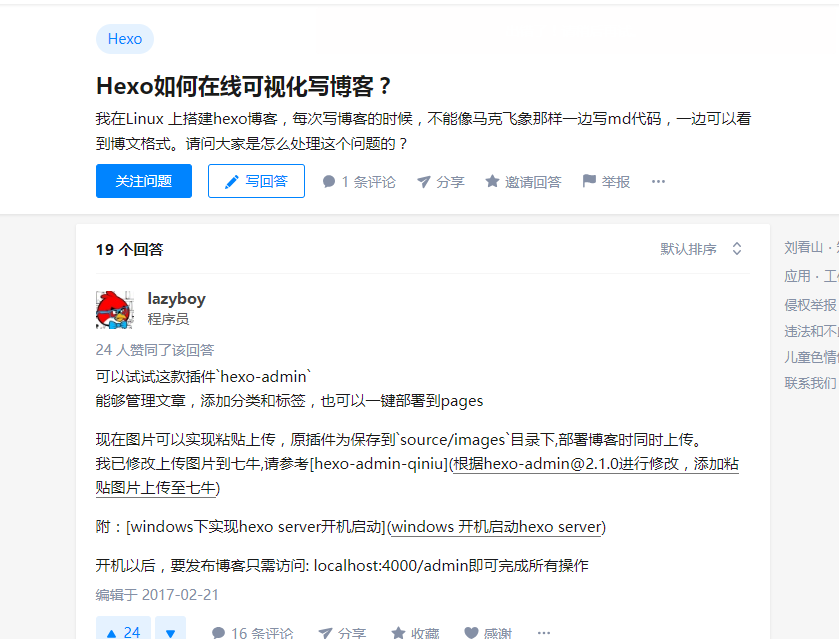 Hexo
Hexo如何在线可视化写博客？
我在Linux 上搭建hexo博客，每次写博客的时候，不能像马克飞象那样一边写md代码，一边可以看
到博文格式。请问大家是怎么处理这个问题的？
关注问题 写回答 1 条评论 分享 邀请回答 举报 ···
19 个回答 默认排序
刘看山 ·
应用 ·
侵权举报
违法和不
儿童色情
联系我们
lazyboy
程序员
24 人赞同了该回答
可以试试这款插件`hexo-admin`
能够管理文章，添加分类和标签，也可以一键部署到pages
现在图片可以实现粘贴上传，原插件为保存到`source/images`目录下,部署博客时同时上传。
我已修改上传图片到七牛,请参考[hexo-admin-qiniu](根据hexo-admin@2.1.0进行修改，添加粘
贴图片上传至七牛)
附：[windows下实现hexo server开机启动](windows 开机启动hexo server)
开机以后，要发布博客只需访问: localhost:4000/admin即可完成所有操作
编辑于 2017-02-21
24 16 条评论 分享 收藏 感谢 ···